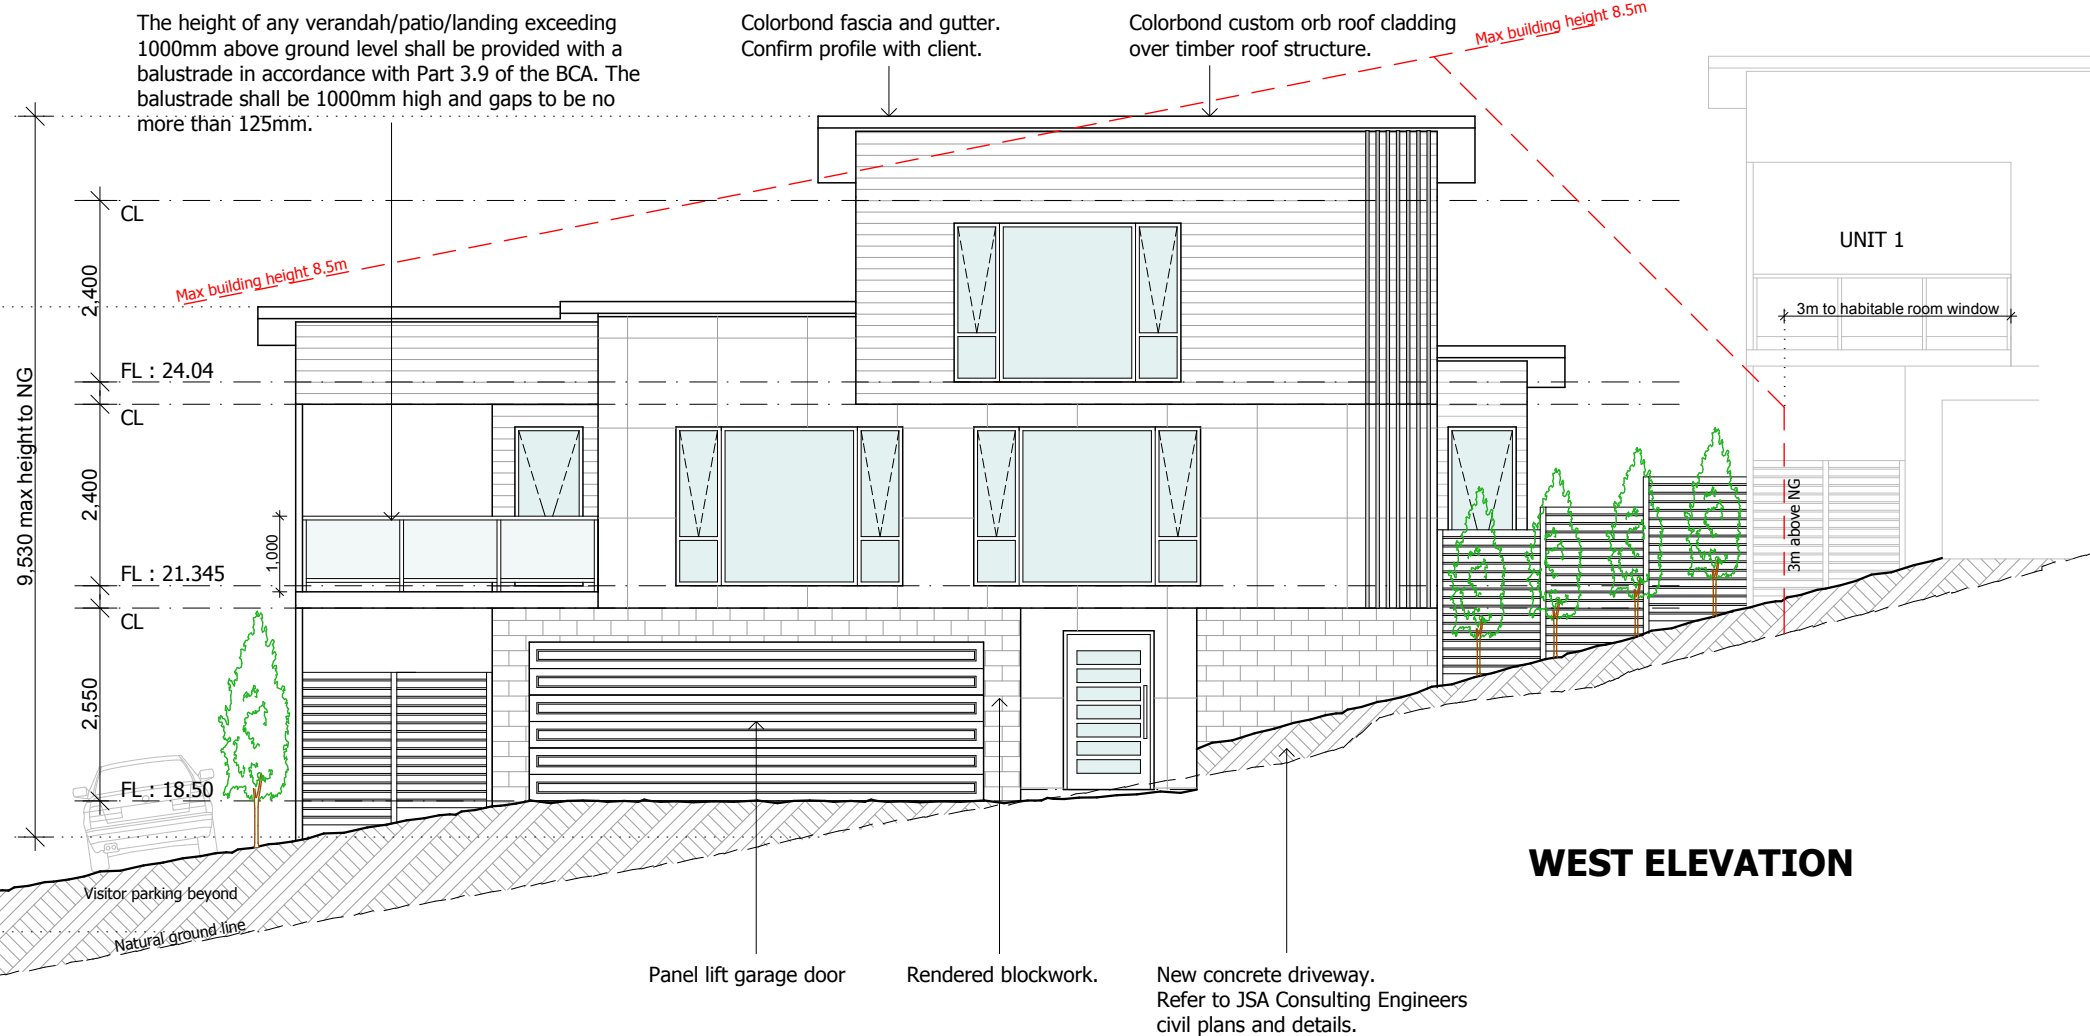 The height of any verandah/patio/landing exceeding
1000mm above ground level shall be provided with a
balustrade in accordance with Part 3.9 of the BCA. The
balustrade shall be 1000mm high and gaps to be no
more than 125mm.
Colorbond fascia and gutter.
Confirm profile with client.
Colorbond custom orb roof cladding
over timber roof structure.
Max building height 8.5m
CL
UNIT 1
2,400
Max building height 8.5m
3m to habitable room window
FL : 24.04
CL
9,530 max height to NG
2,400
1,000
3m above NG
FL : 21.345
CL
2,550
FL : 18.50
WEST ELEVATION
Visitor parking beyond
Natural ground line
Panel lift garage door
Rendered blockwork.
New concrete driveway.
Refer to JSA Consulting Engineers
civil plans and details.